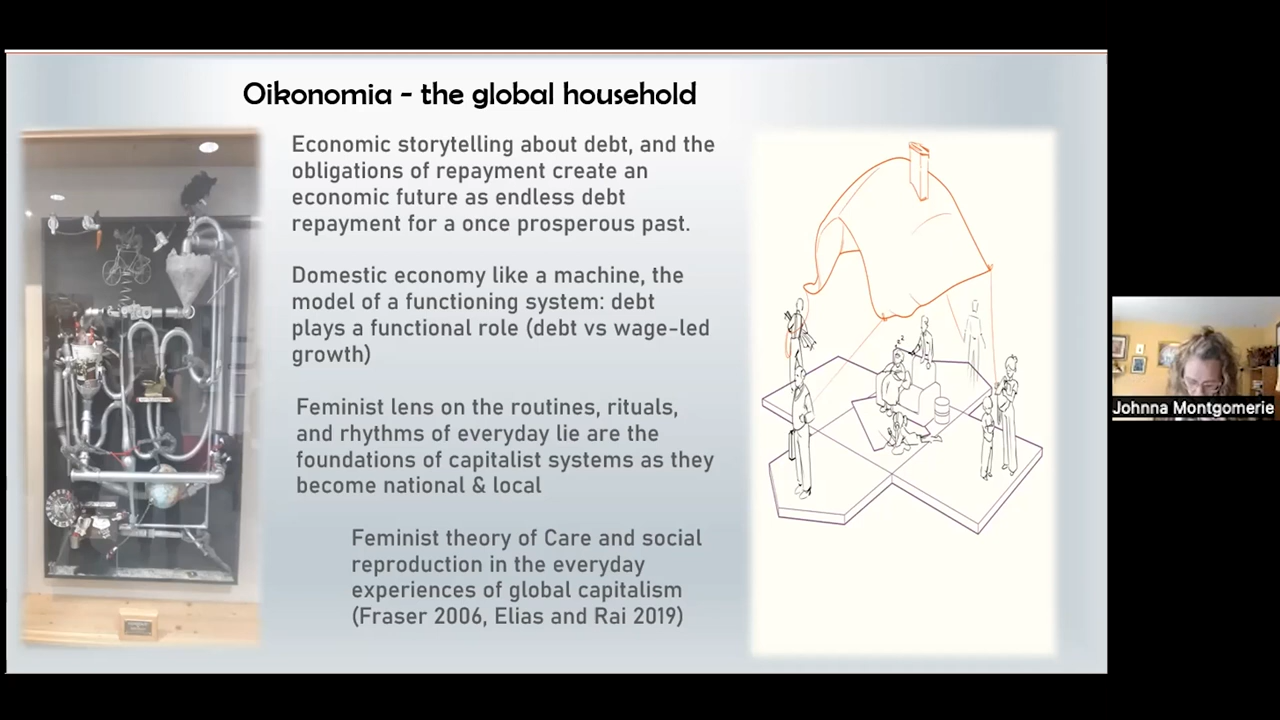 Oikonomia - the global household
Economic storytelling about debt, and the
obligations of repayment create an
economic future as endless debt
repayment for a once prosperous past.
Domestic economy like a machine, the
model of a functioning system: debt
plays a functional role (debt vs wage-led
growth)
Feminist lens on the routines, rituals,
and rhythms of everyday lie are the
foundations of capitalist systems as they
become national & local
Feminist theory of Care and social
reproduction in the everyday
experiences of global capitalism
(Fraser 2006, Elias and Rai 2019)
Johnna Montgomerie